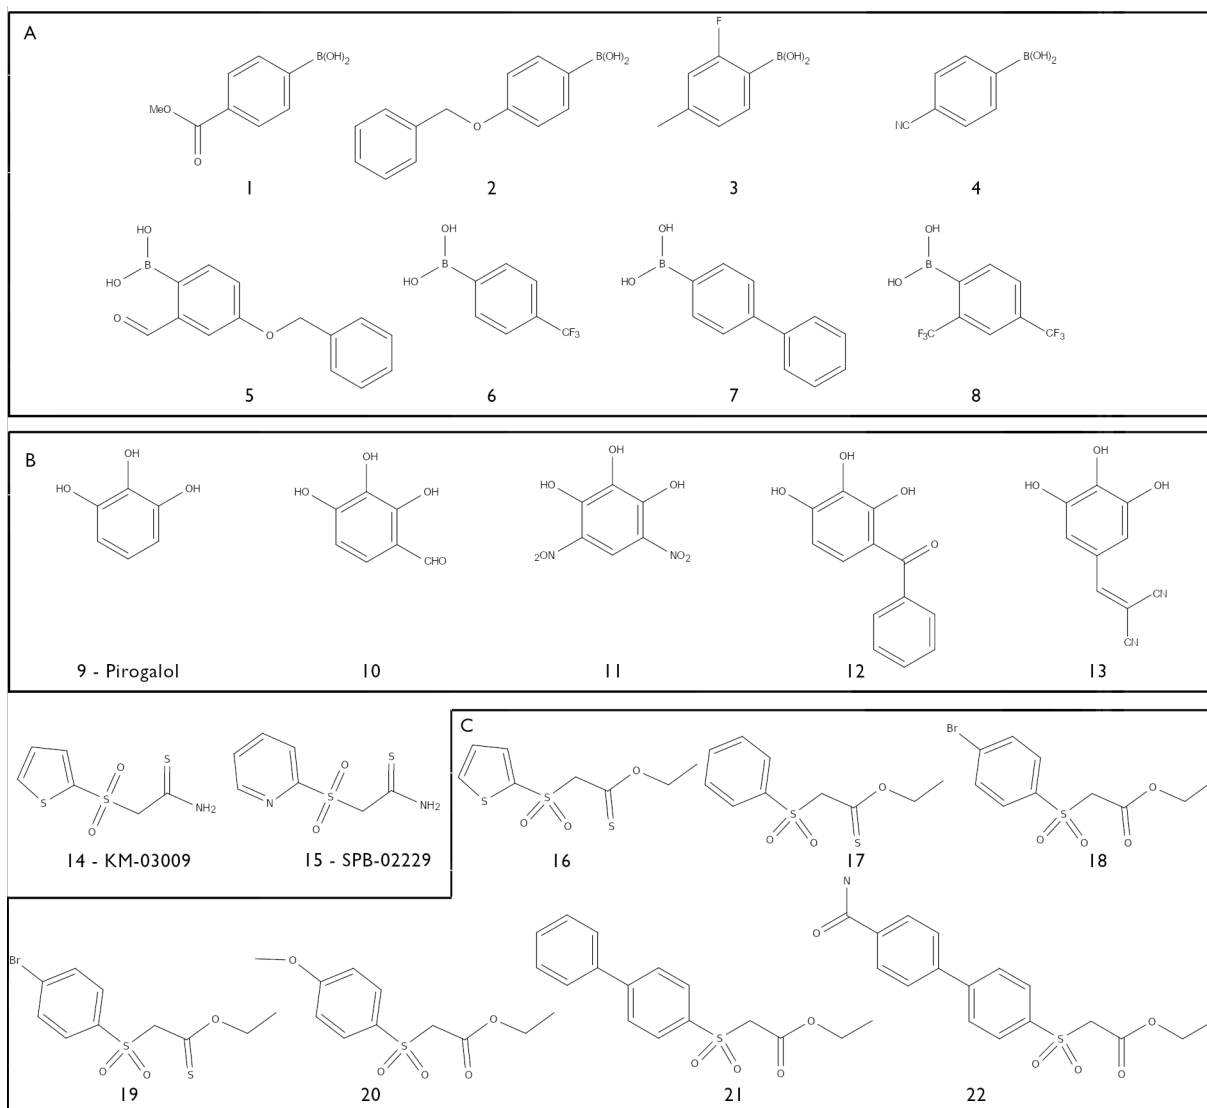 A
F
B(OH)2 B(OH)2 B(OH)2 B(OH)2
MeO
O O NC
1 2 3 4
HO OH OH OH
B B B B
HO HO HO HO
O O CF3 F3C CF3
5 6 7 8
B
OH OH OH OH OH
HO OH HO OH HO OH HO OH HO OH
CHO 2ON NO2 O CN
CN
9 - Pirogalol 10 11 12 13
C
O S O S
S S NH2 N S NH2
O O
14 - KM-03009 15 - SPB-02229
S S O O S
O O
16
S O O S
O O
17
Br
S O O O
O O
18
N
O
Br
S O O S
O O
19
O
S O O O
O O
20
S O O O
O O
21
S O O O
O O
22